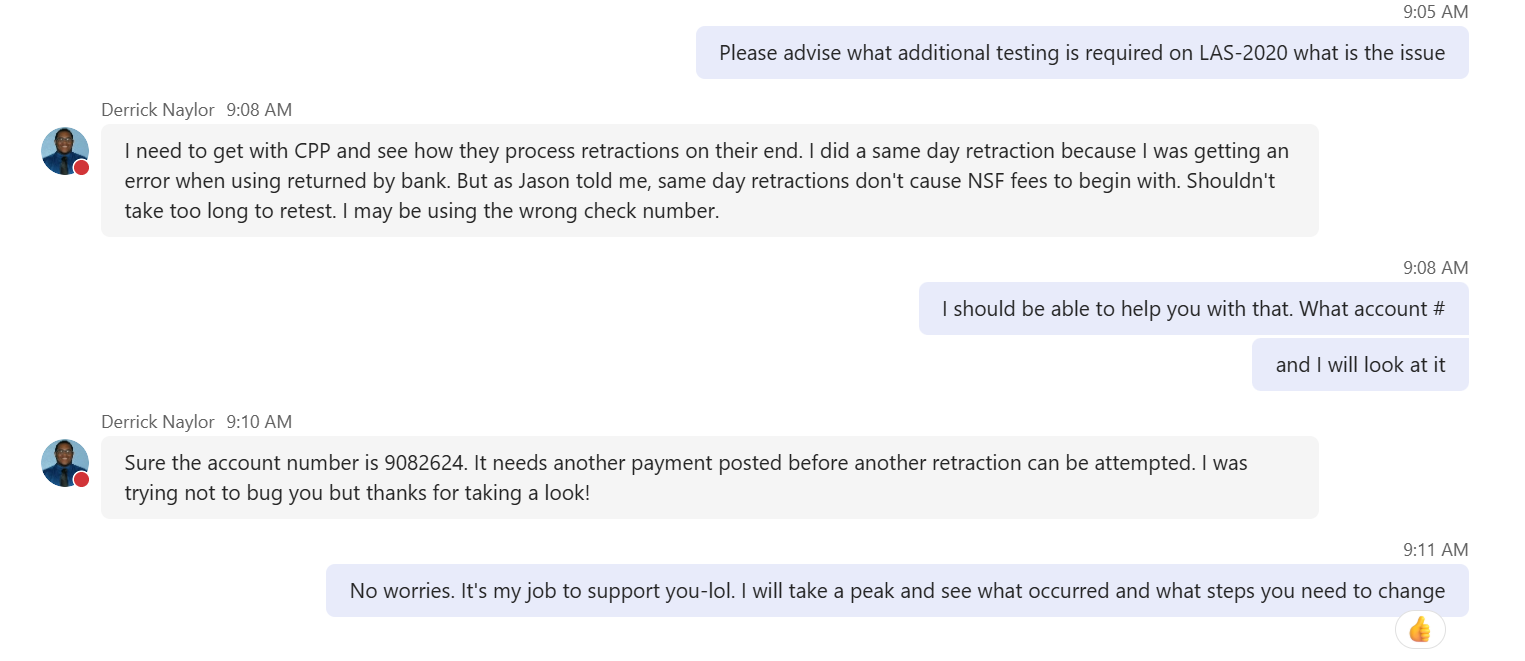 9:05 AM
Please advise what additional testing is required on LAS-2020 what is the issue
Derrick Naylor 9:08 AM
I need to get with CPP and see how they process retractions on their end. I did a same day retraction because I was getting an
error when using returned by bank. But as Jason told me, same day retractions don't cause NSF fees to begin with. Shouldn't
take too long to retest. I may be using the wrong check number.
9:08 AM
I should be able to help you with that. What account #
and I will look at it
Derrick Naylor 9:10 AM
Sure the account number is 9082624. It needs another payment posted before another retraction can be attempted. I was
trying not to bug you but thanks for taking a look!
9:11 AM
No worries. It's my job to support you-lol. I will take a peak and see what occurred and what steps you need to change